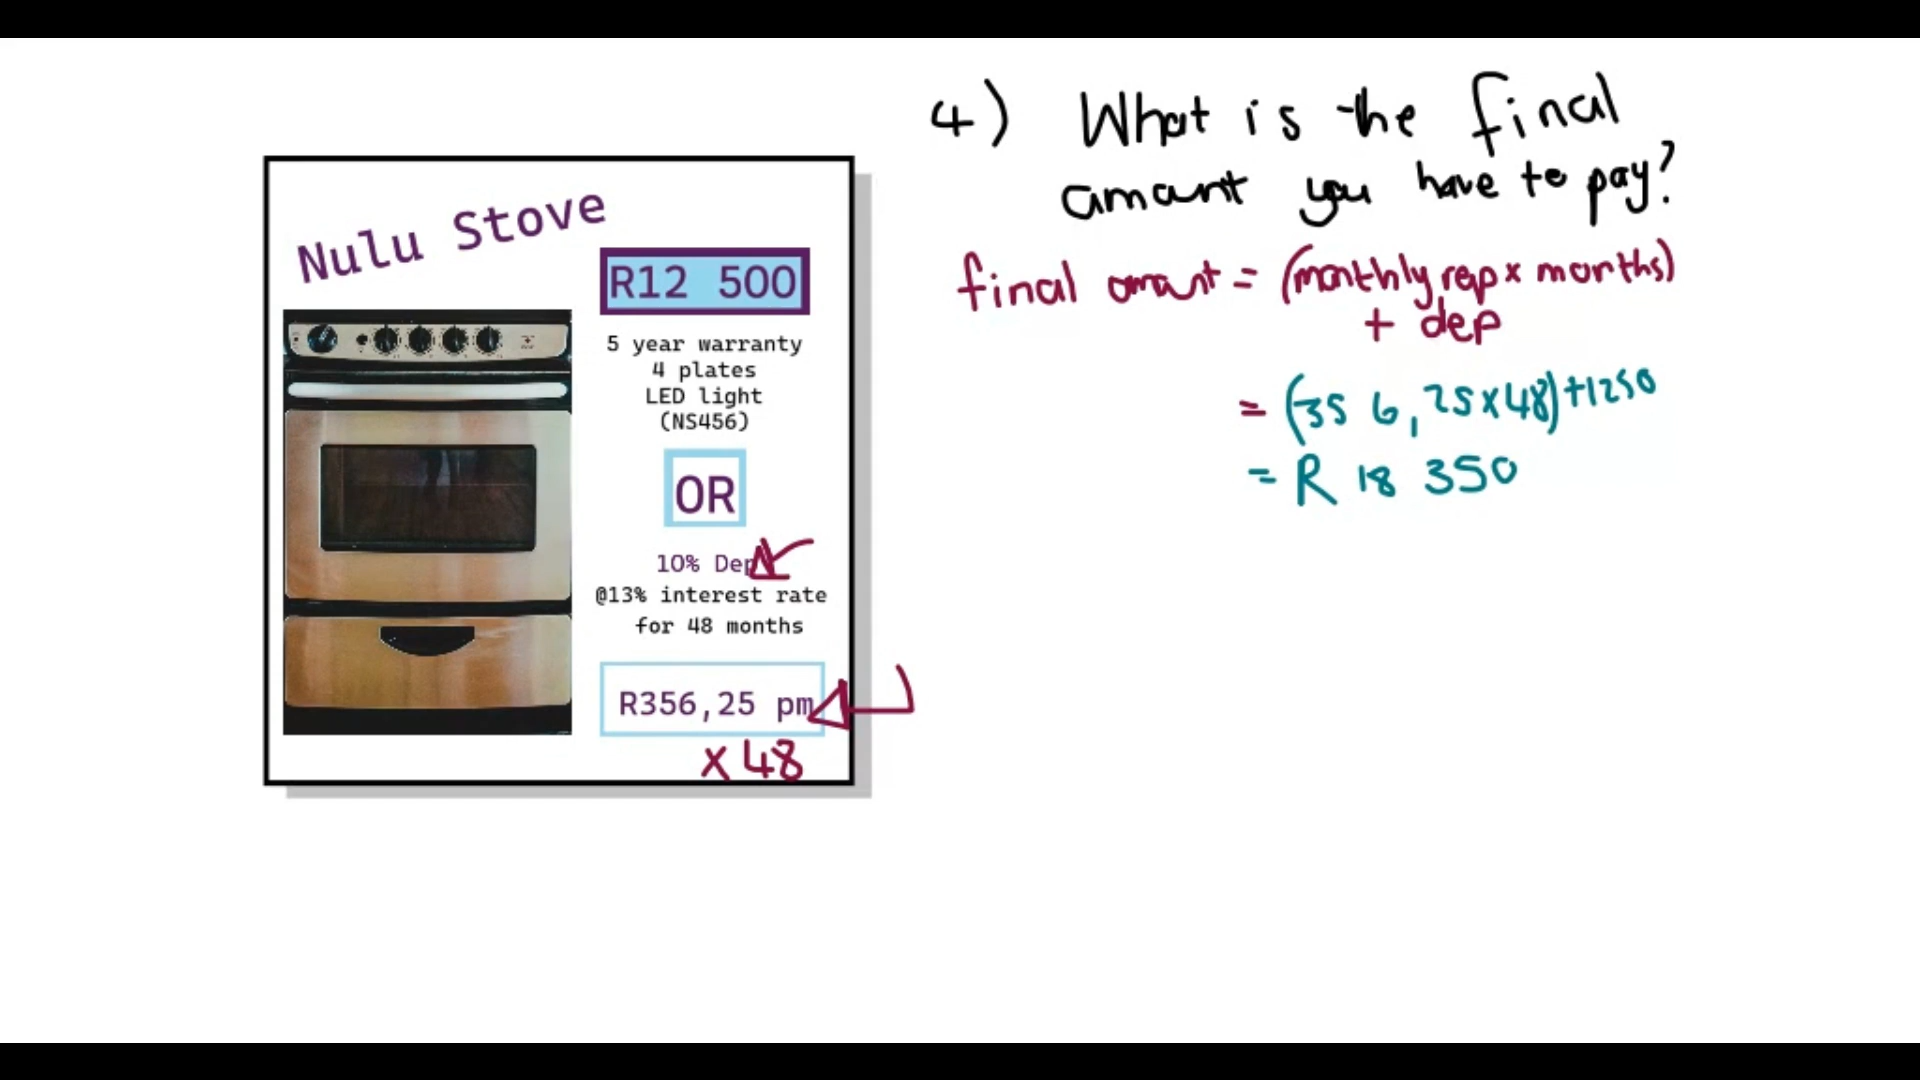 Nulu Stove
R12 500
5 year warranty
4 plates
LED light
(NS456)
OR
10% Dep
@13% interest rate
for 48 months
R356,25 pm
x 48
4) What is the final
amount you have to pay?
final amount = (monthly rep x months)
+ dep
= (356,25x48)+1250
= R 18 350